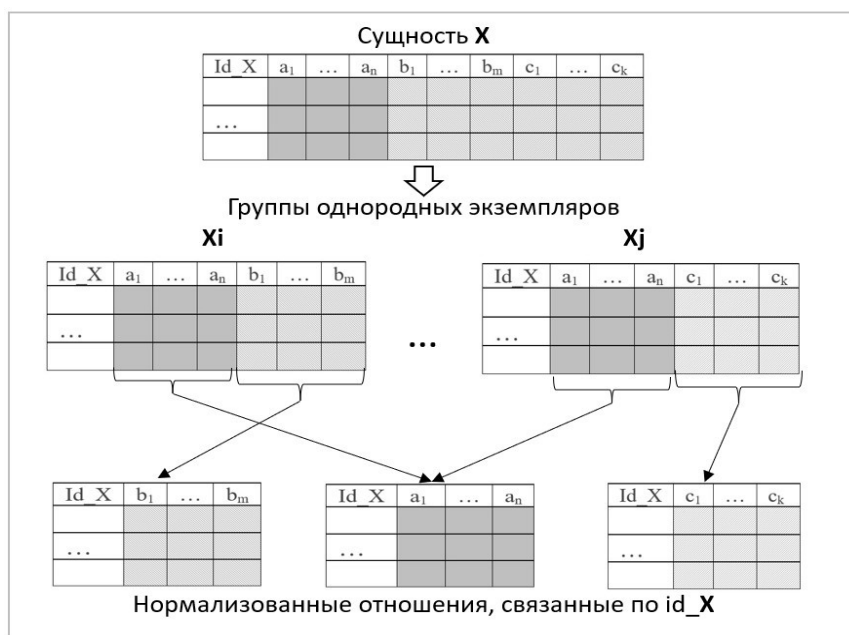 Сущность X
Id_X a₁ … aₙ b₁ … bₘ c₁ … cₖ
…
Группы однородных экземпляров
Xi Xj
Id_X a₁ … aₙ b₁ … bₘ
Id_X a₁ … aₙ c₁ … cₖ
… … …
Id_X b₁ … bₘ
Id_X a₁ … aₙ
Id_X c₁ … cₖ
… … …
Нормализованные отношения, связанные по id_X